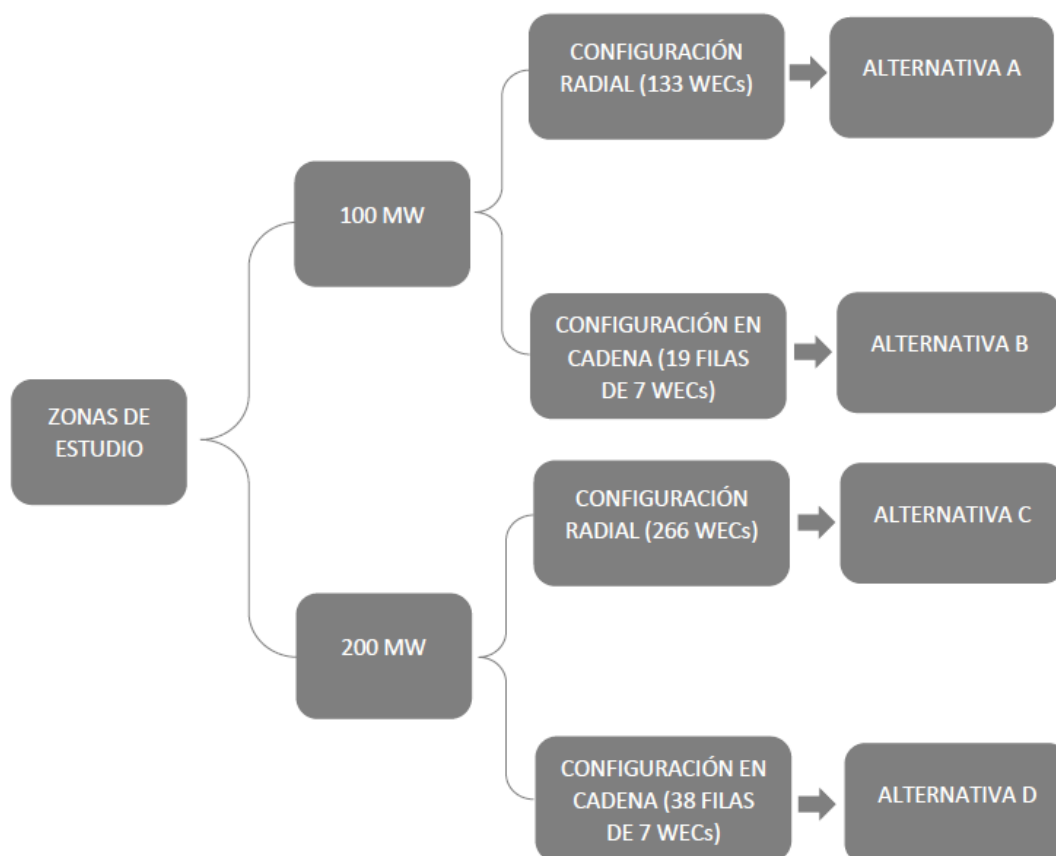 ZONAS DE
ESTUDIO
100 MW
CONFIGURACIÓN
RADIAL (133 WECs)
ALTERNATIVA A
CONFIGURACIÓN EN
CADENA (19 FILAS
DE 7 WECs)
ALTERNATIVA B
200 MW
CONFIGURACIÓN
RADIAL (266 WECs)
ALTERNATIVA C
CONFIGURACIÓN EN
CADENA (38 FILAS
DE 7 WECs)
ALTERNATIVA D